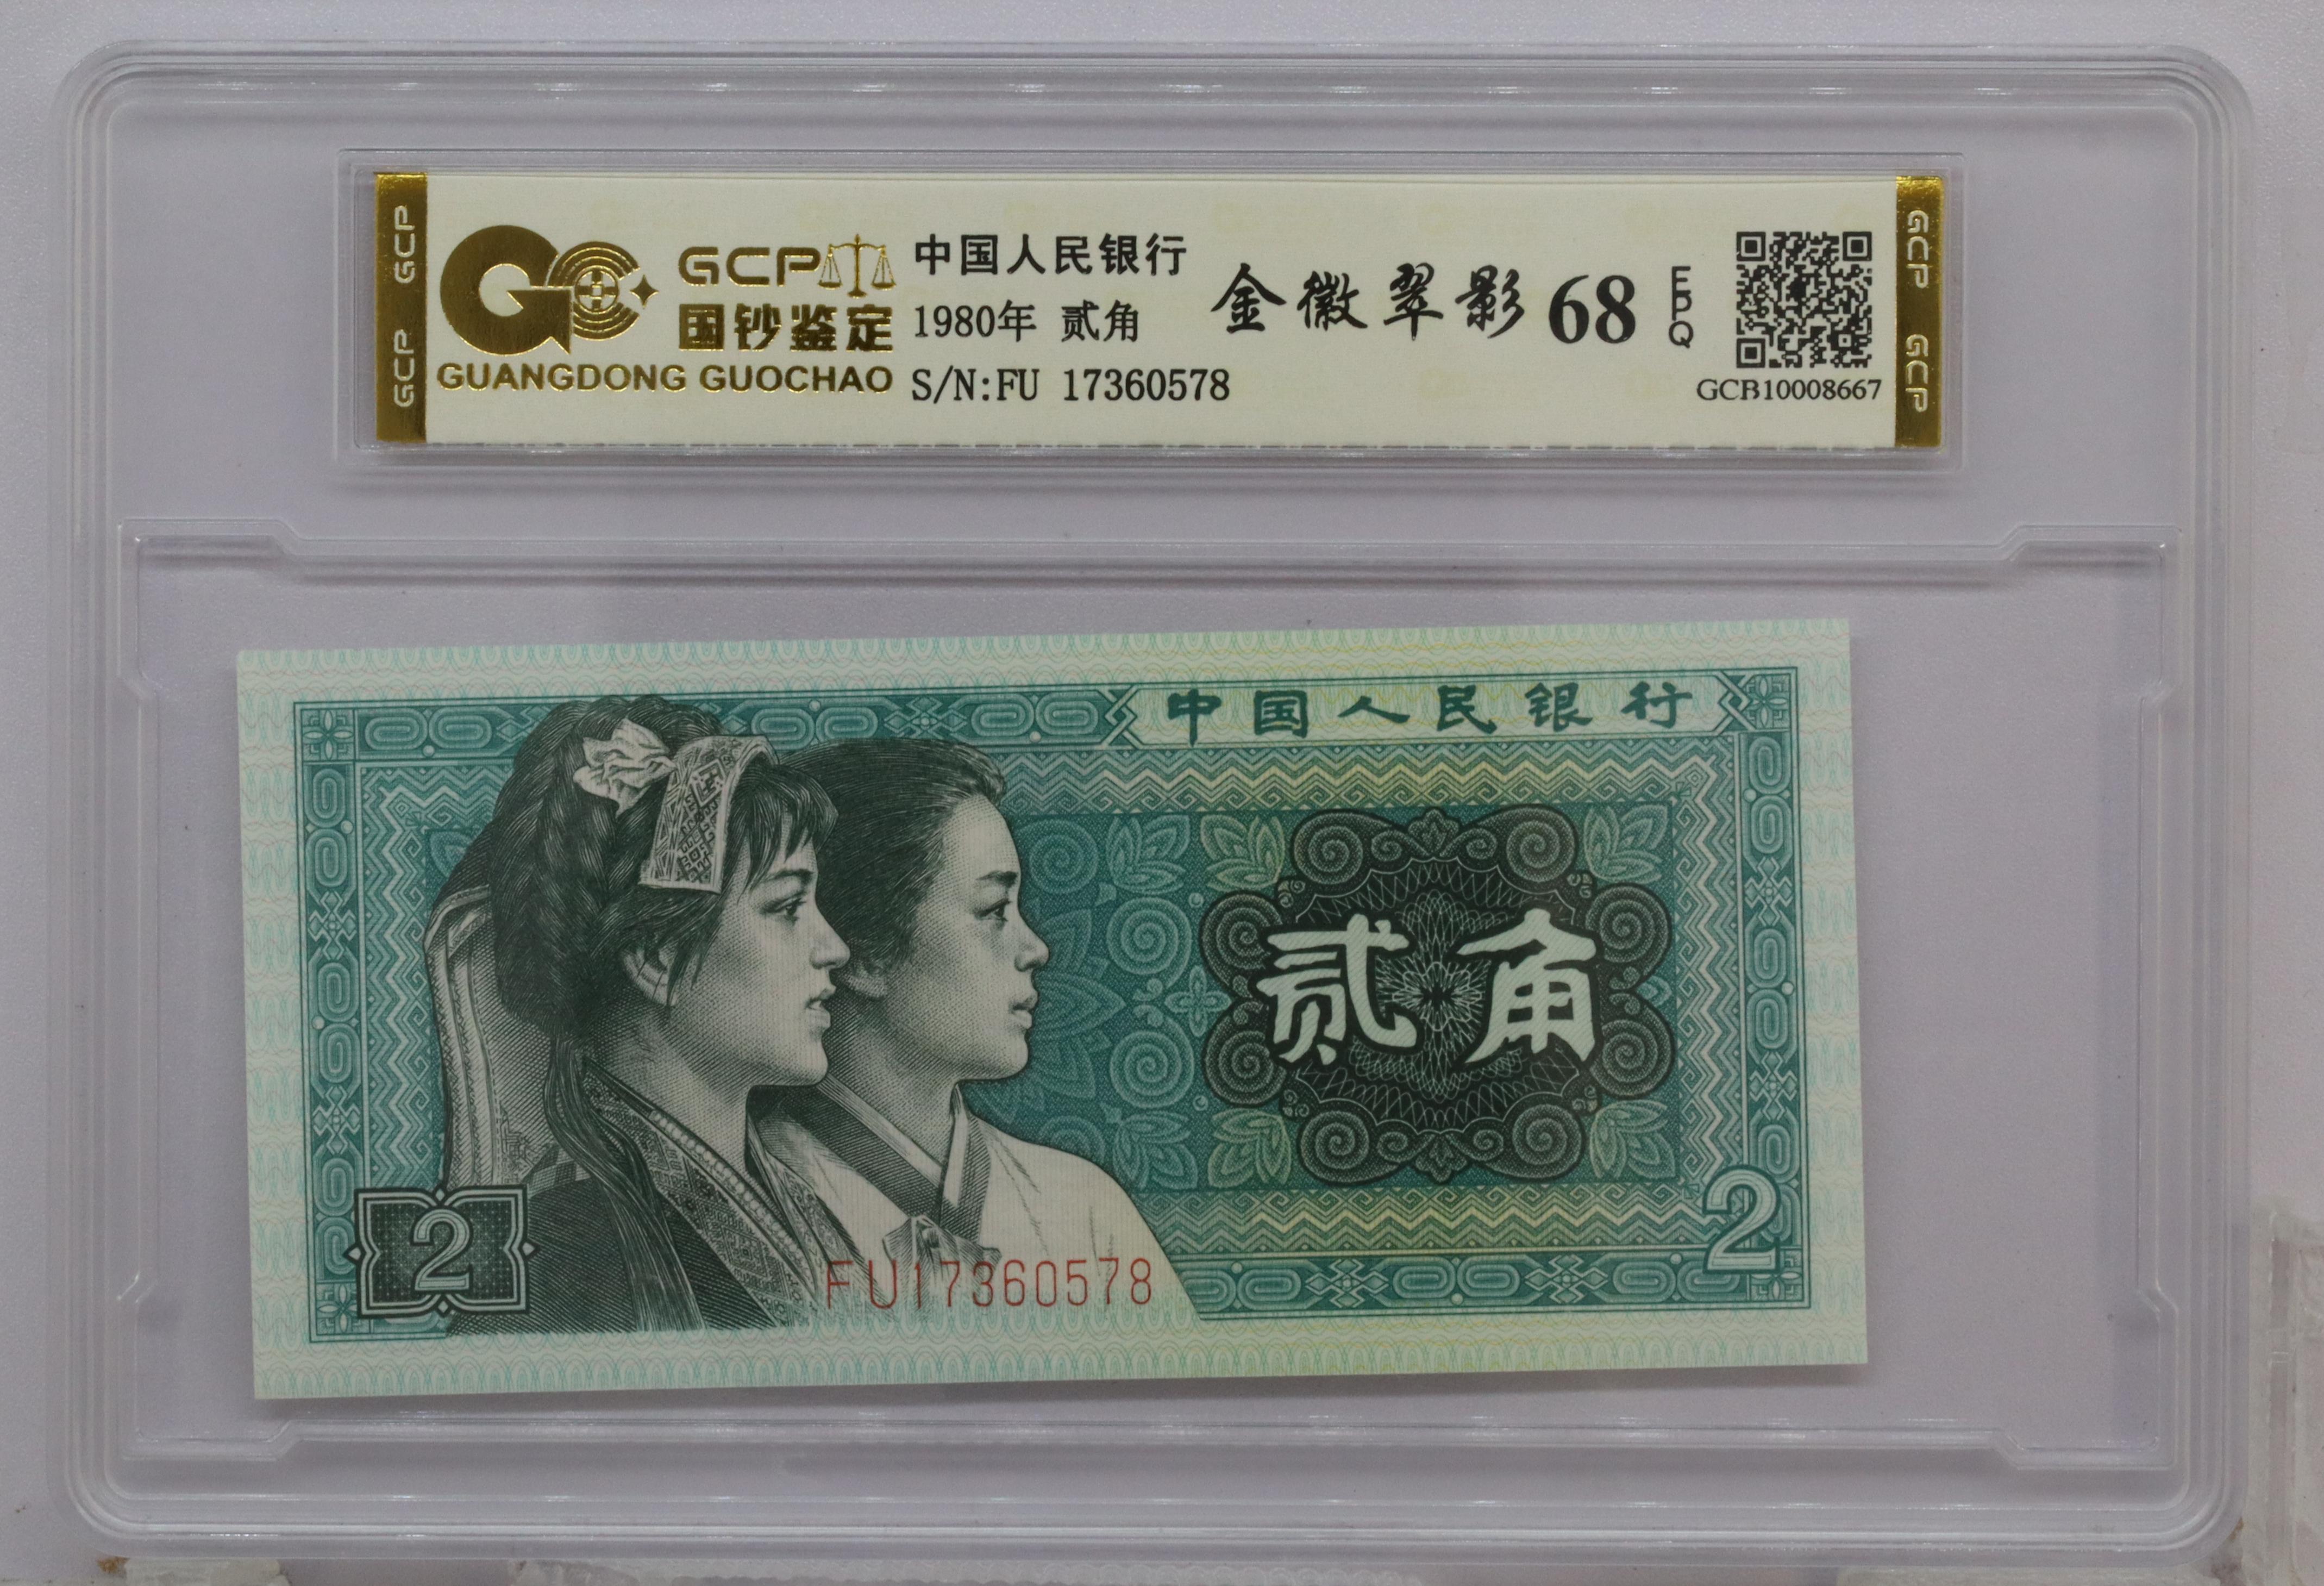 GCP GCP
GCP
国钞鉴定
GUANGDONG GUOCHAO
中国人民银行
1980年 贰角
S/N:FU 17360578
金徽翠影 68 EPQ
GCB10008667
GCP GCP
中国人民银行
贰角
2
2
FU17360578